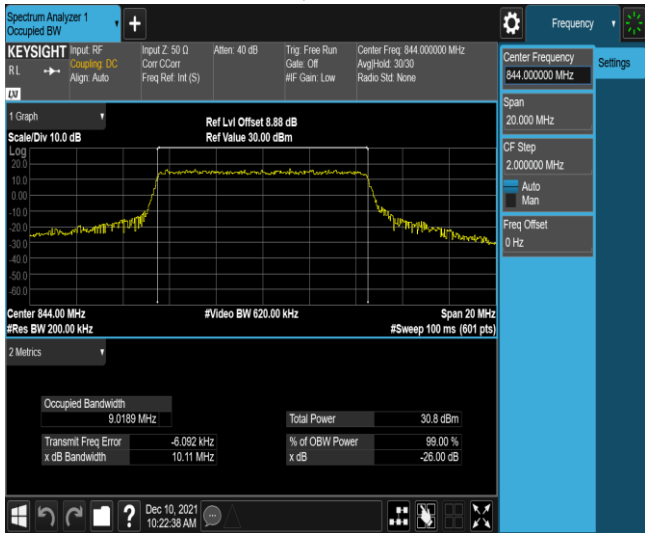 Spectrum Analyzer 1
Occupied BW
Frequency
KEYSIGHT
RL
LXI
Input: RF
Coupling: DC
Align: Auto
Input Z: 50 Ω
Corr CCorr
Freq Ref: Int (S)
Atten: 40 dB
Trig: Free Run
Gate: Off
#IF Gain: Low
Center Freq: 844.000000 MHz
Avg|Hold: 30/30
Radio Std: None
Center Frequency
844.000000 MHz
Settings
Span
20.000 MHz
CF Step
2.000000 MHz
Auto
Man
Freq Offset
0 Hz
1 Graph
Scale/Div 10.0 dB
Ref Lvl Offset 8.88 dB
Ref Value 30.00 dBm
Log
20.0
10.0
0.00
-10.0
-20.0
-30.0
-40.0
-50.0
-60.0
Center 844.00 MHz
#Video BW 620.00 kHz
Span 20 MHz
#Res BW 200.00 kHz
#Sweep 100 ms (601 pts)
2 Metrics
Occupied Bandwidth
9.0189 MHz
Total Power 30.8 dBm
Transmit Freq Error -6.092 kHz
% of OBW Power 99.00 %
x dB Bandwidth 10.11 MHz
x dB -26.00 dB
?
Dec 10, 2021
10:22:38 AM